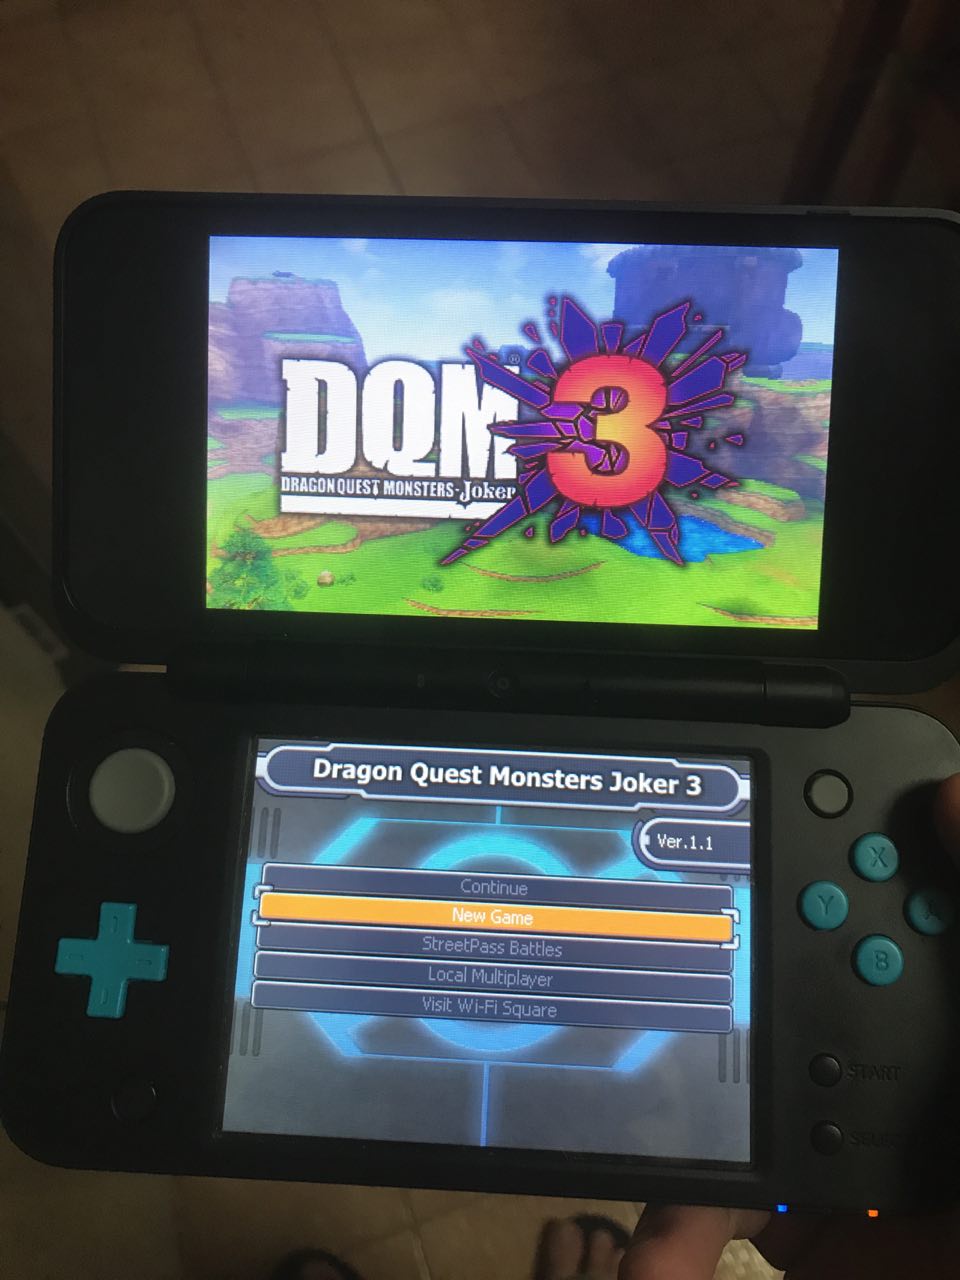 DQM®
3
DRAGON QUEST MONSTERS-Joker
Dragon Quest Monsters Joker 3
Ver.1.1
Continue
New Game
StreetPass Battles
Local Multiplayer
Visit Wi-Fi Square
X
Y
A
B
START
SELECT